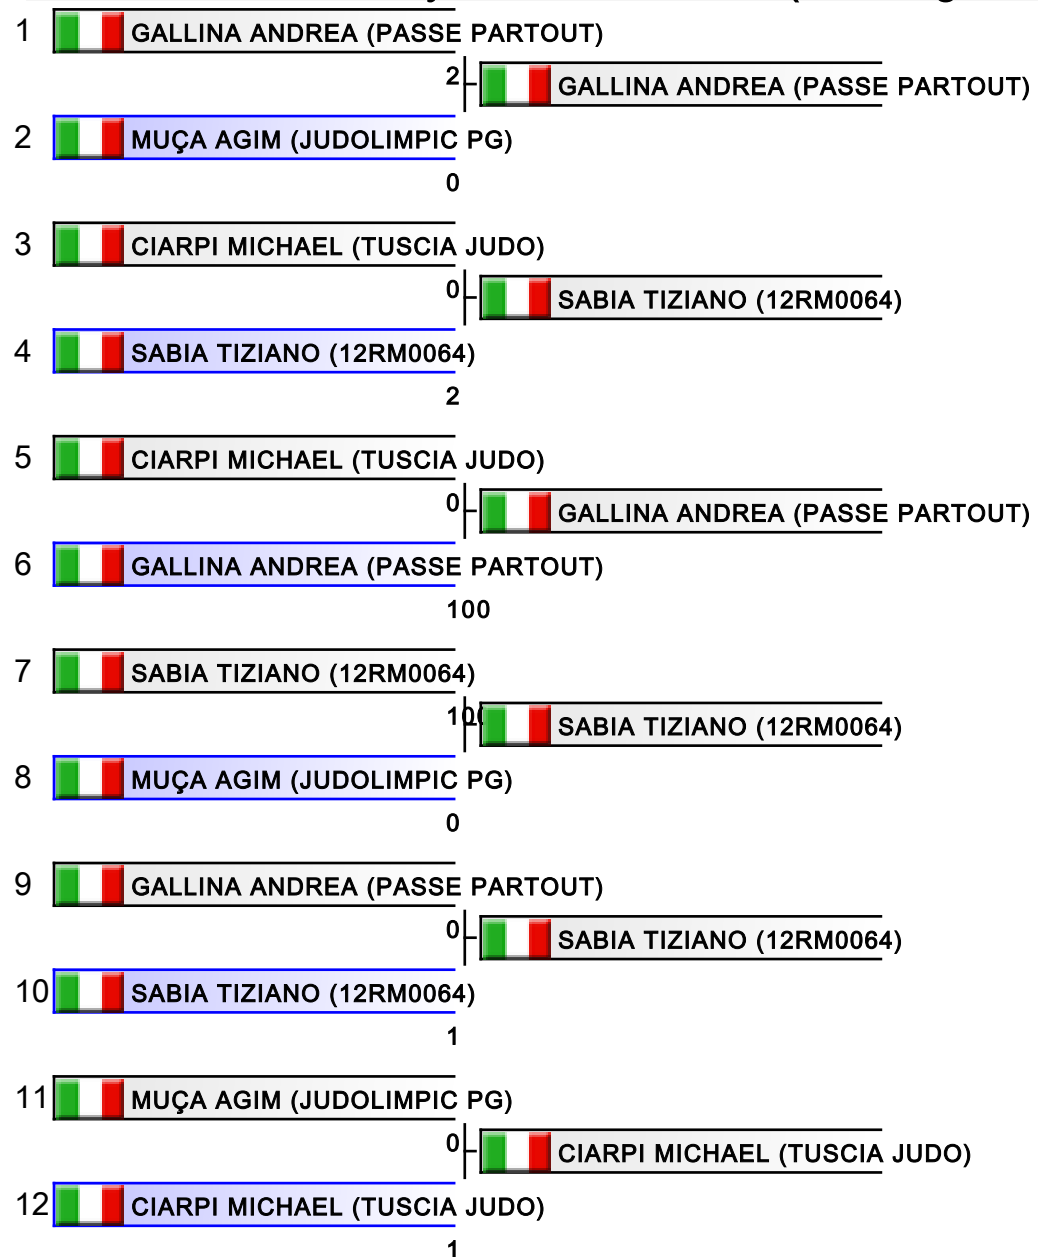 1 GALLINA ANDREA (PASSE PARTOUT)
2 GALLINA ANDREA (PASSE PARTOUT)
2 MUÇA AGIM (JUDOLIMPIC PG)
0
3 CIARPI MICHAEL (TUSCIA JUDO)
0 SABIA TIZIANO (12RM0064)
4 SABIA TIZIANO (12RM0064)
2
5 CIARPI MICHAEL (TUSCIA JUDO)
0 GALLINA ANDREA (PASSE PARTOUT)
6 GALLINA ANDREA (PASSE PARTOUT)
100
7 SABIA TIZIANO (12RM0064)
100 SABIA TIZIANO (12RM0064)
8 MUÇA AGIM (JUDOLIMPIC PG)
0
9 GALLINA ANDREA (PASSE PARTOUT)
0 SABIA TIZIANO (12RM0064)
10 SABIA TIZIANO (12RM0064)
1
11 MUÇA AGIM (JUDOLIMPIC PG)
0 CIARPI MICHAEL (TUSCIA JUDO)
12 CIARPI MICHAEL (TUSCIA JUDO)
1